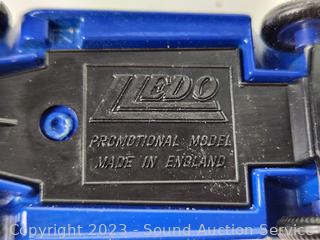 LLEDO
PROMOTIONAL MODEL
MADE IN ENGLAND
Copyright 2023 - Sound Auction Service